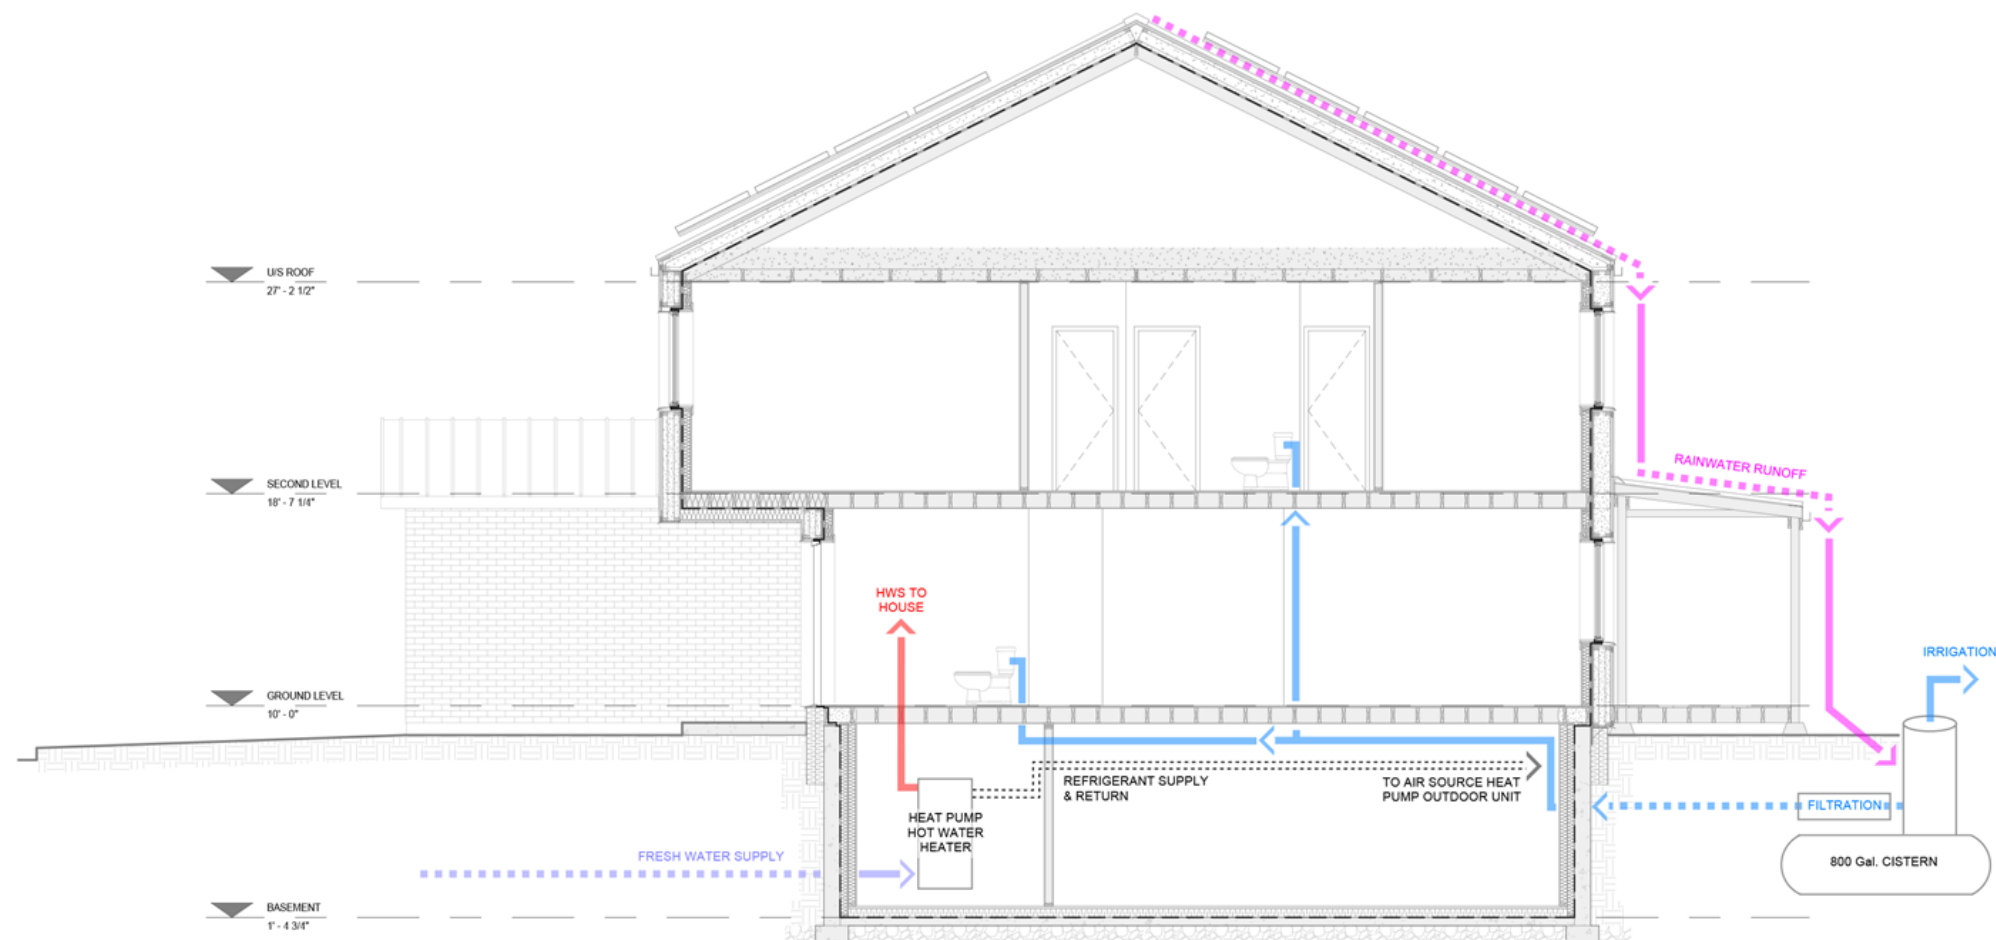 U/S ROOF
27' - 2 1/2"
RAINWATER RUNOFF
SECOND LEVEL
18' - 7 1/4"
HWS TO
HOUSE
IRRIGATION
GROUND LEVEL
10' - 0"
REFRIGERANT SUPPLY
& RETURN
TO AIR SOURCE HEAT
PUMP OUTDOOR UNIT
FILTRATION
HEAT PUMP
HOT WATER
HEATER
FRESH WATER SUPPLY
800 Gal. CISTERN
BASEMENT
1' - 4 3/4"